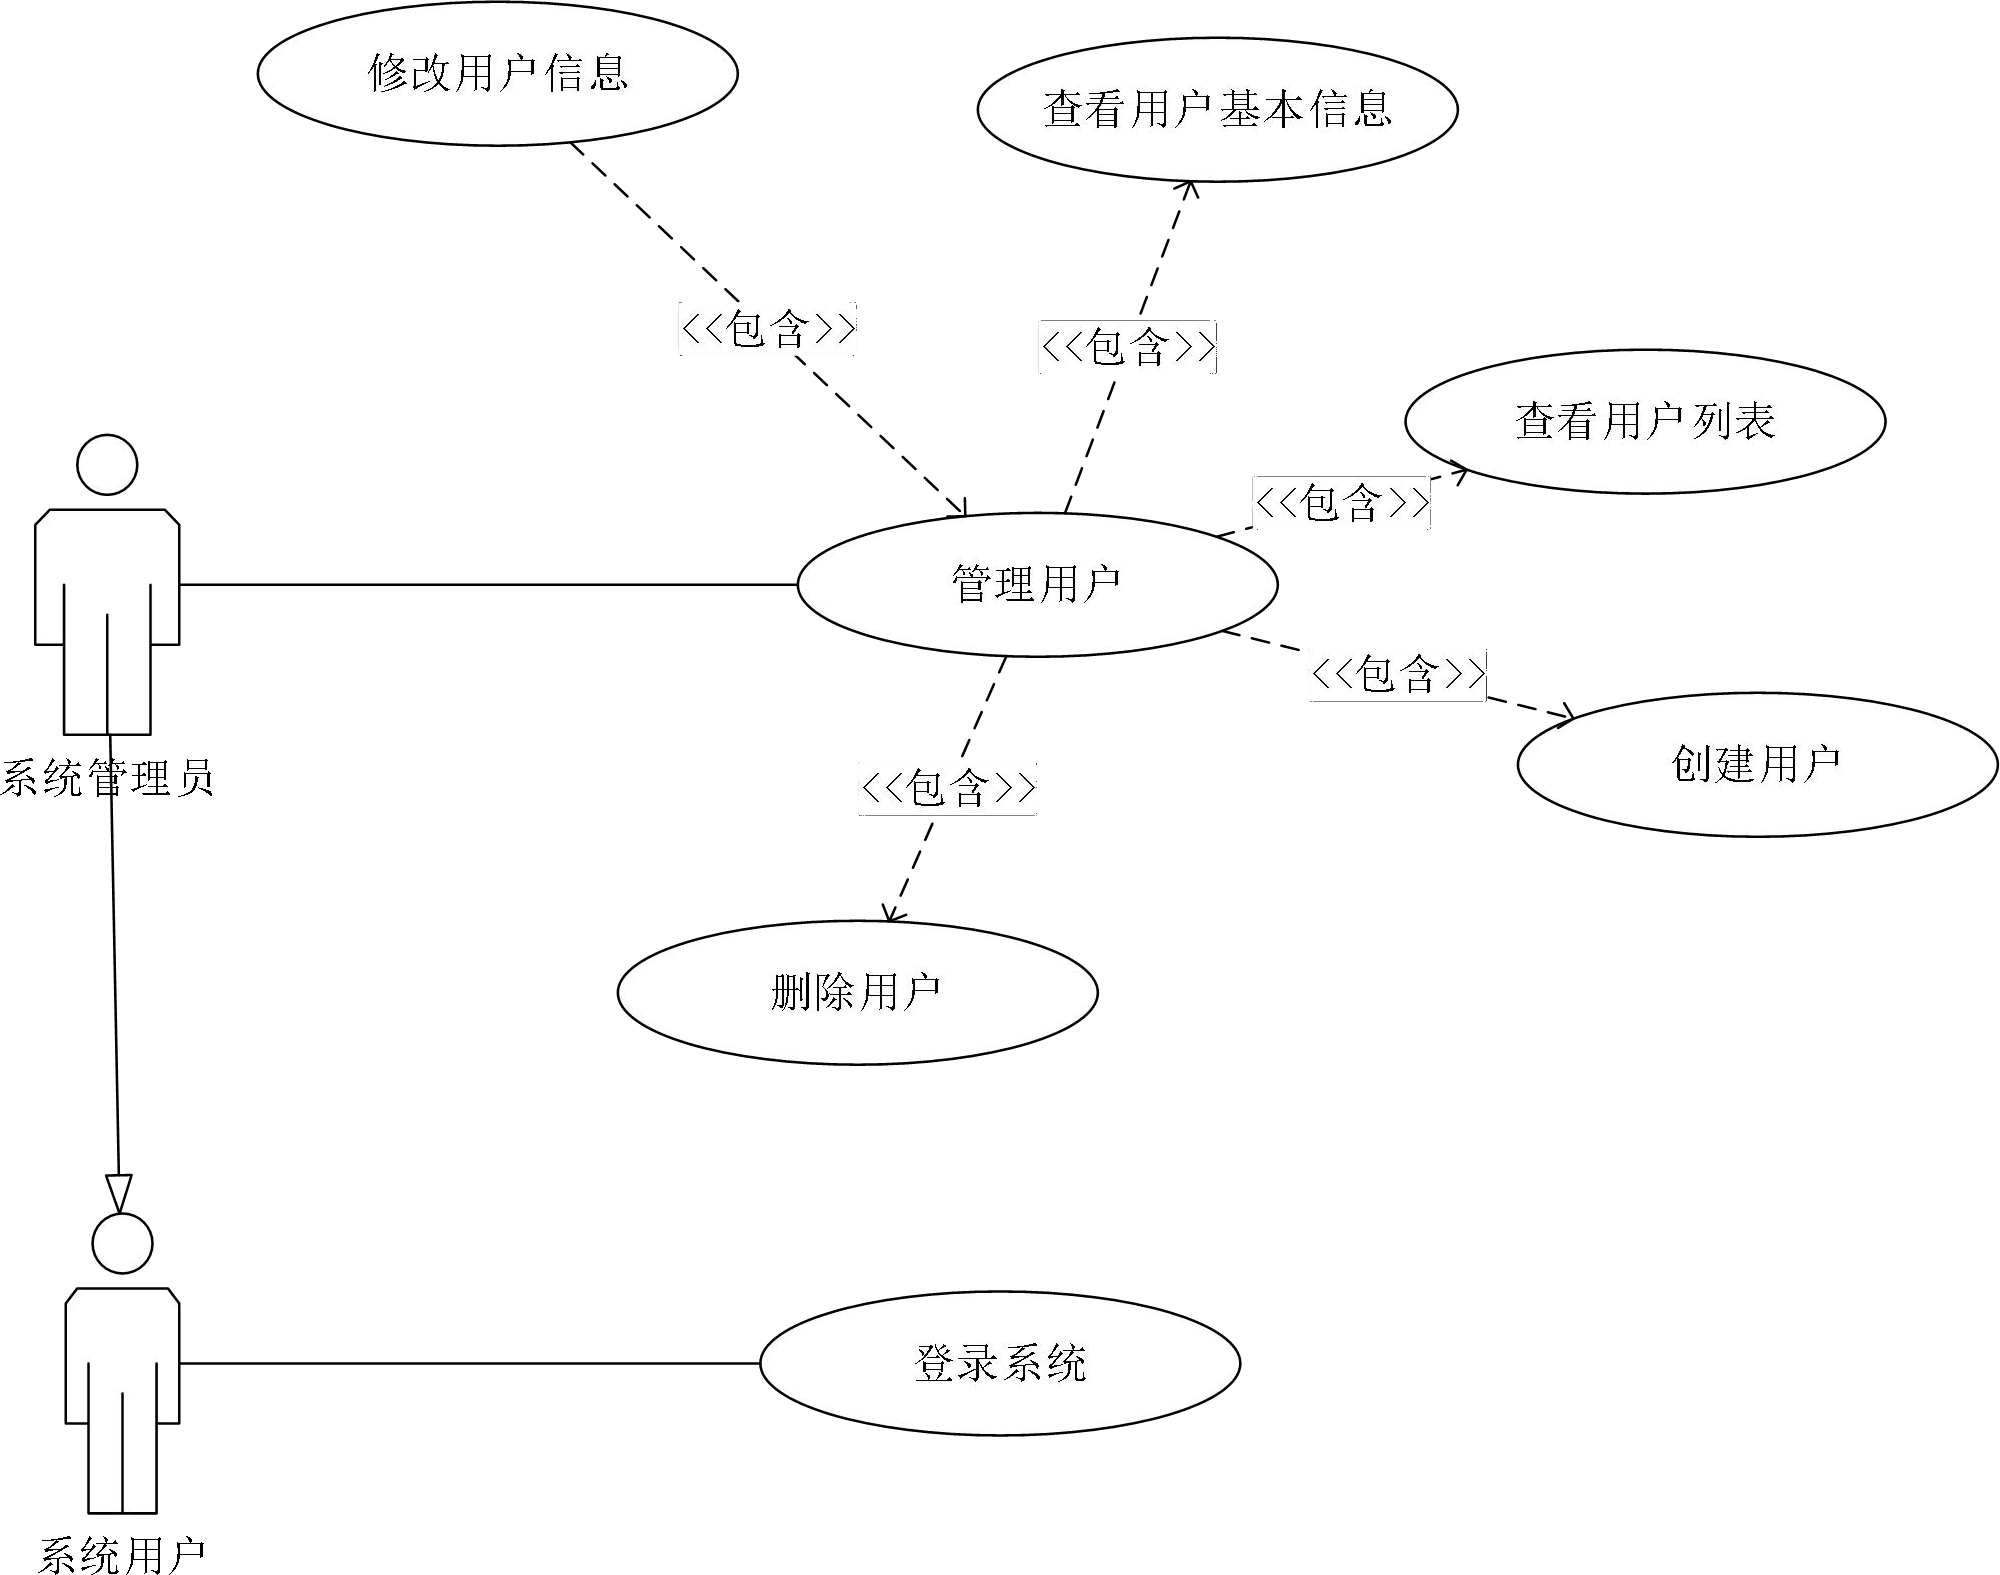 修改用户信息
查看用户基本信息
<<包含>>
<<包含>>
查看用户列表
<<包含>>
管理用户
<<包含>>
系统管理员
<<包含>>
创建用户
删除用户
登录系统
系统用户